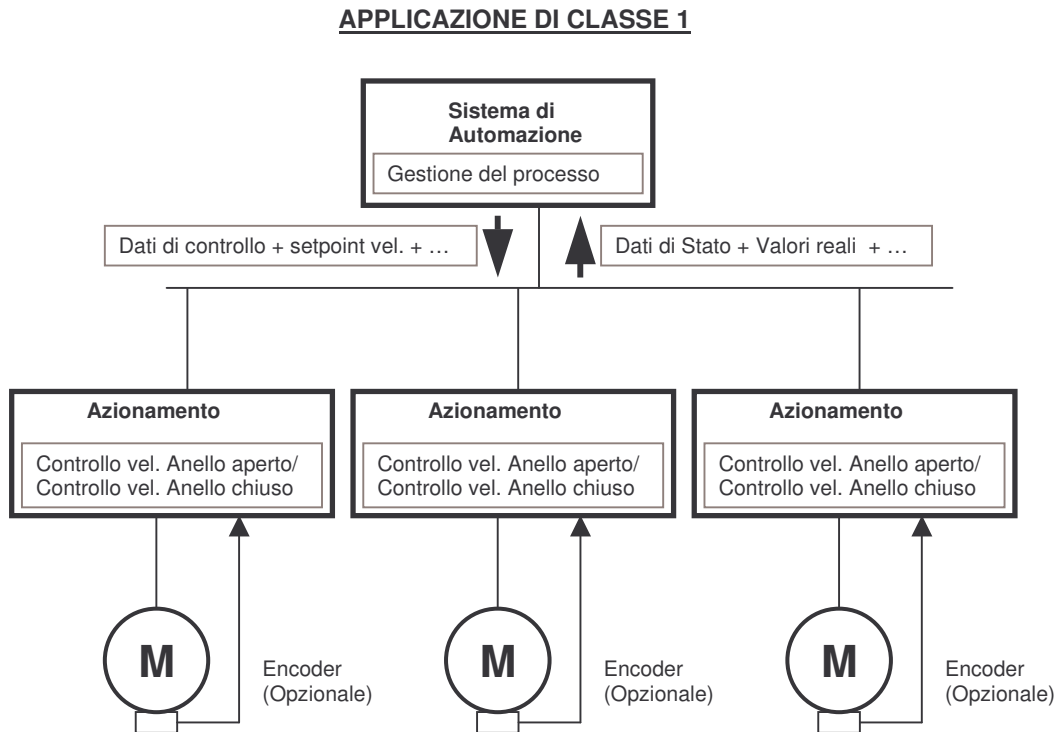 APPLICAZIONE DI CLASSE 1
Sistema di
Automazione
Gestione del processo
Dati di controllo + setpoint vel. + …
Dati di Stato + Valori reali + …
Azionamento
Controllo vel. Anello aperto/
Controllo vel. Anello chiuso
Azionamento
Controllo vel. Anello aperto/
Controllo vel. Anello chiuso
Azionamento
Controllo vel. Anello aperto/
Controllo vel. Anello chiuso
M
Encoder
(Opzionale)
M
Encoder
(Opzionale)
M
Encoder
(Opzionale)